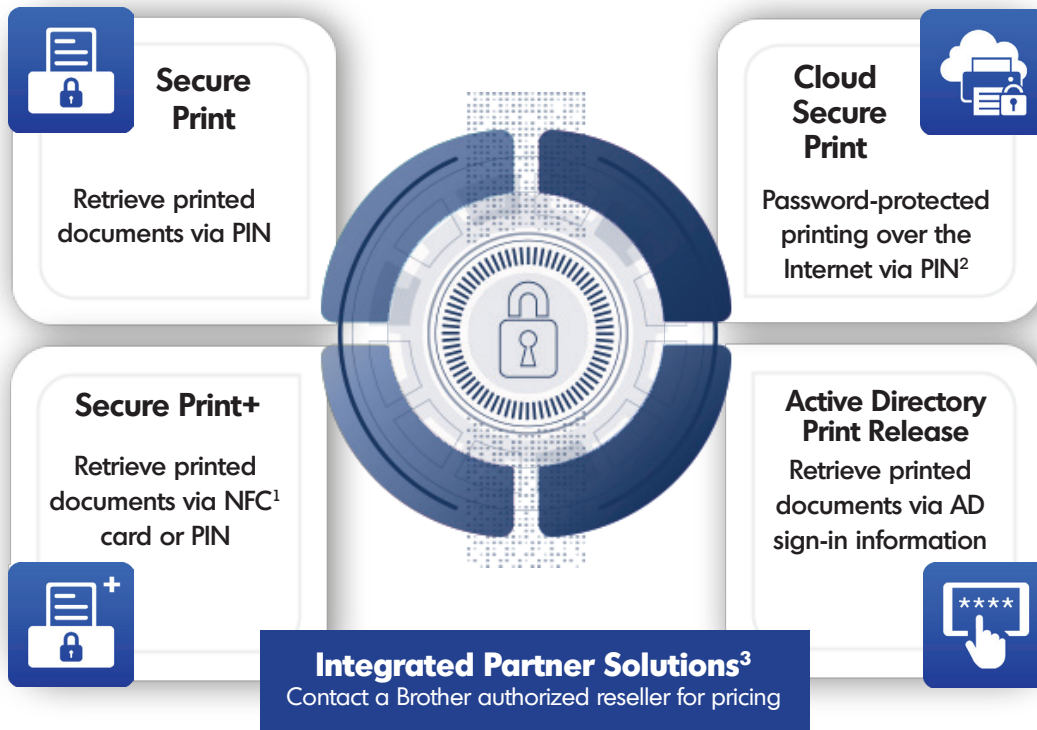 Secure
Print
Retrieve printed
documents via PIN
Cloud
Secure
Print
Password-protected
printing over the
Internet via PIN²
Secure Print+
Retrieve printed
documents via NFC¹
card or PIN
+
Active Directory
Print Release
Retrieve printed
documents via AD
sign-in information
****
Integrated Partner Solutions³
Contact a Brother authorized reseller for pricing